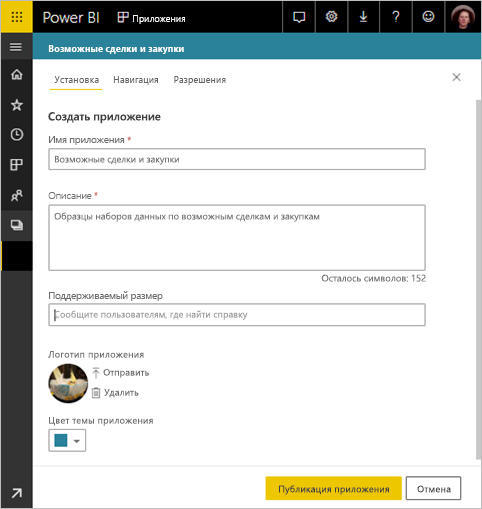 Power BI Приложения
?
Возможные сделки и закупки
Установка Навигация Разрешения
Создать приложение
Имя приложения *
Возможные сделки и закупки
Описание *
Образцы наборов данных по возможным сделкам и закупкам
Осталось символов: 152
Поддерживаемый размер
Сообщите пользователям, где найти справку
Логотип приложения
Отправить
Удалить
Цвет темы приложения
Публикация приложения Отмена